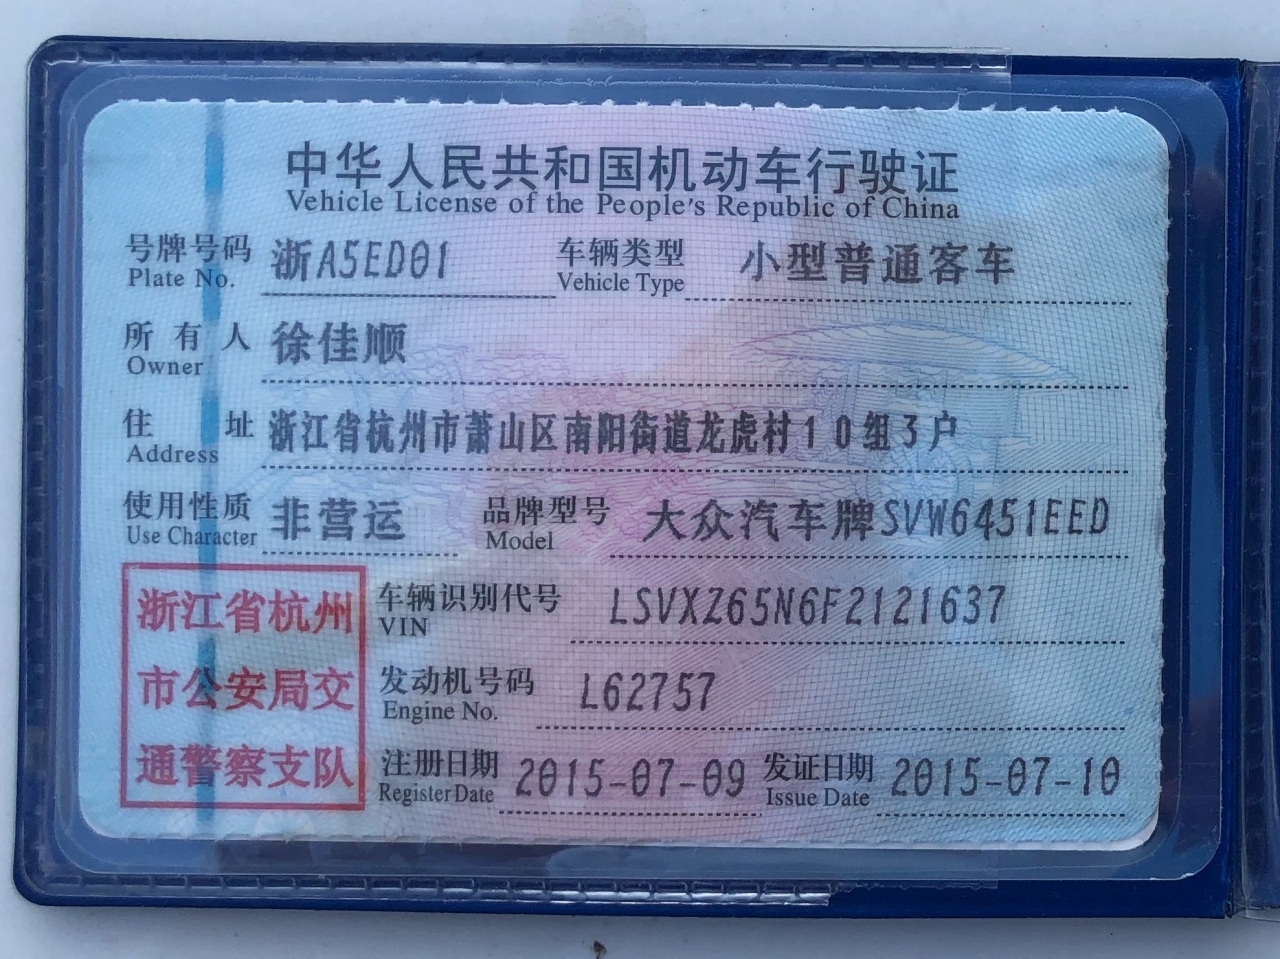 中华人民共和国机动车行驶证
Vehicle License of the People's Republic of China
号牌号码 浙A5ED01 车辆类型 小型普通客车
Plate No. Vehicle Type
所有人 徐佳顺
Owner
住址 浙江省杭州市萧山区南阳街道龙虎村10组3户
Address
使用性质 非营运 品牌型号 大众汽车牌SVW6451EED
Use Character Model
浙江省杭州
市公安局交
通警察支队
车辆识别代号 LSVXZ65N6F2121637
VIN
发动机号码 L62757
Engine No.
注册日期 2015-07-09 发证日期 2015-07-10
Register Date Issue Date